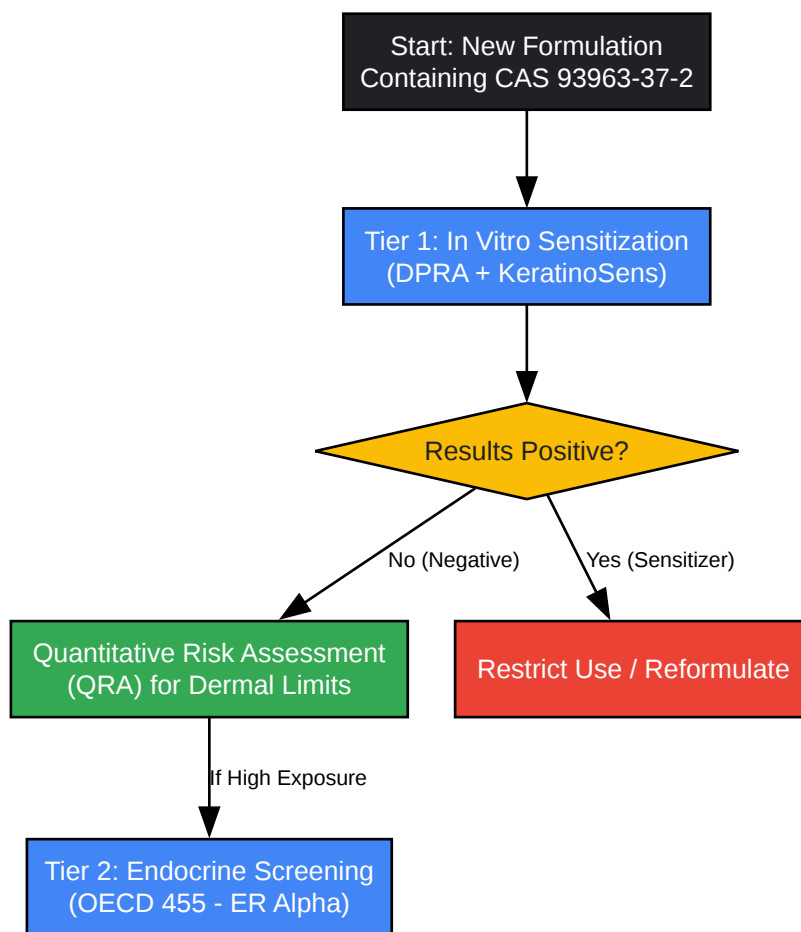 Start: New Formulation
Containing CAS 93963-37-2
Tier 1: In Vitro Sensitization
(DPRA + KeratinoSens)
Results Positive?
No (Negative)
Yes (Sensitizer)
Quantitative Risk Assessment
(QRA) for Dermal Limits
Restrict Use / Reformulate
If High Exposure
Tier 2: Endocrine Screening
(OECD 455 - ER Alpha)